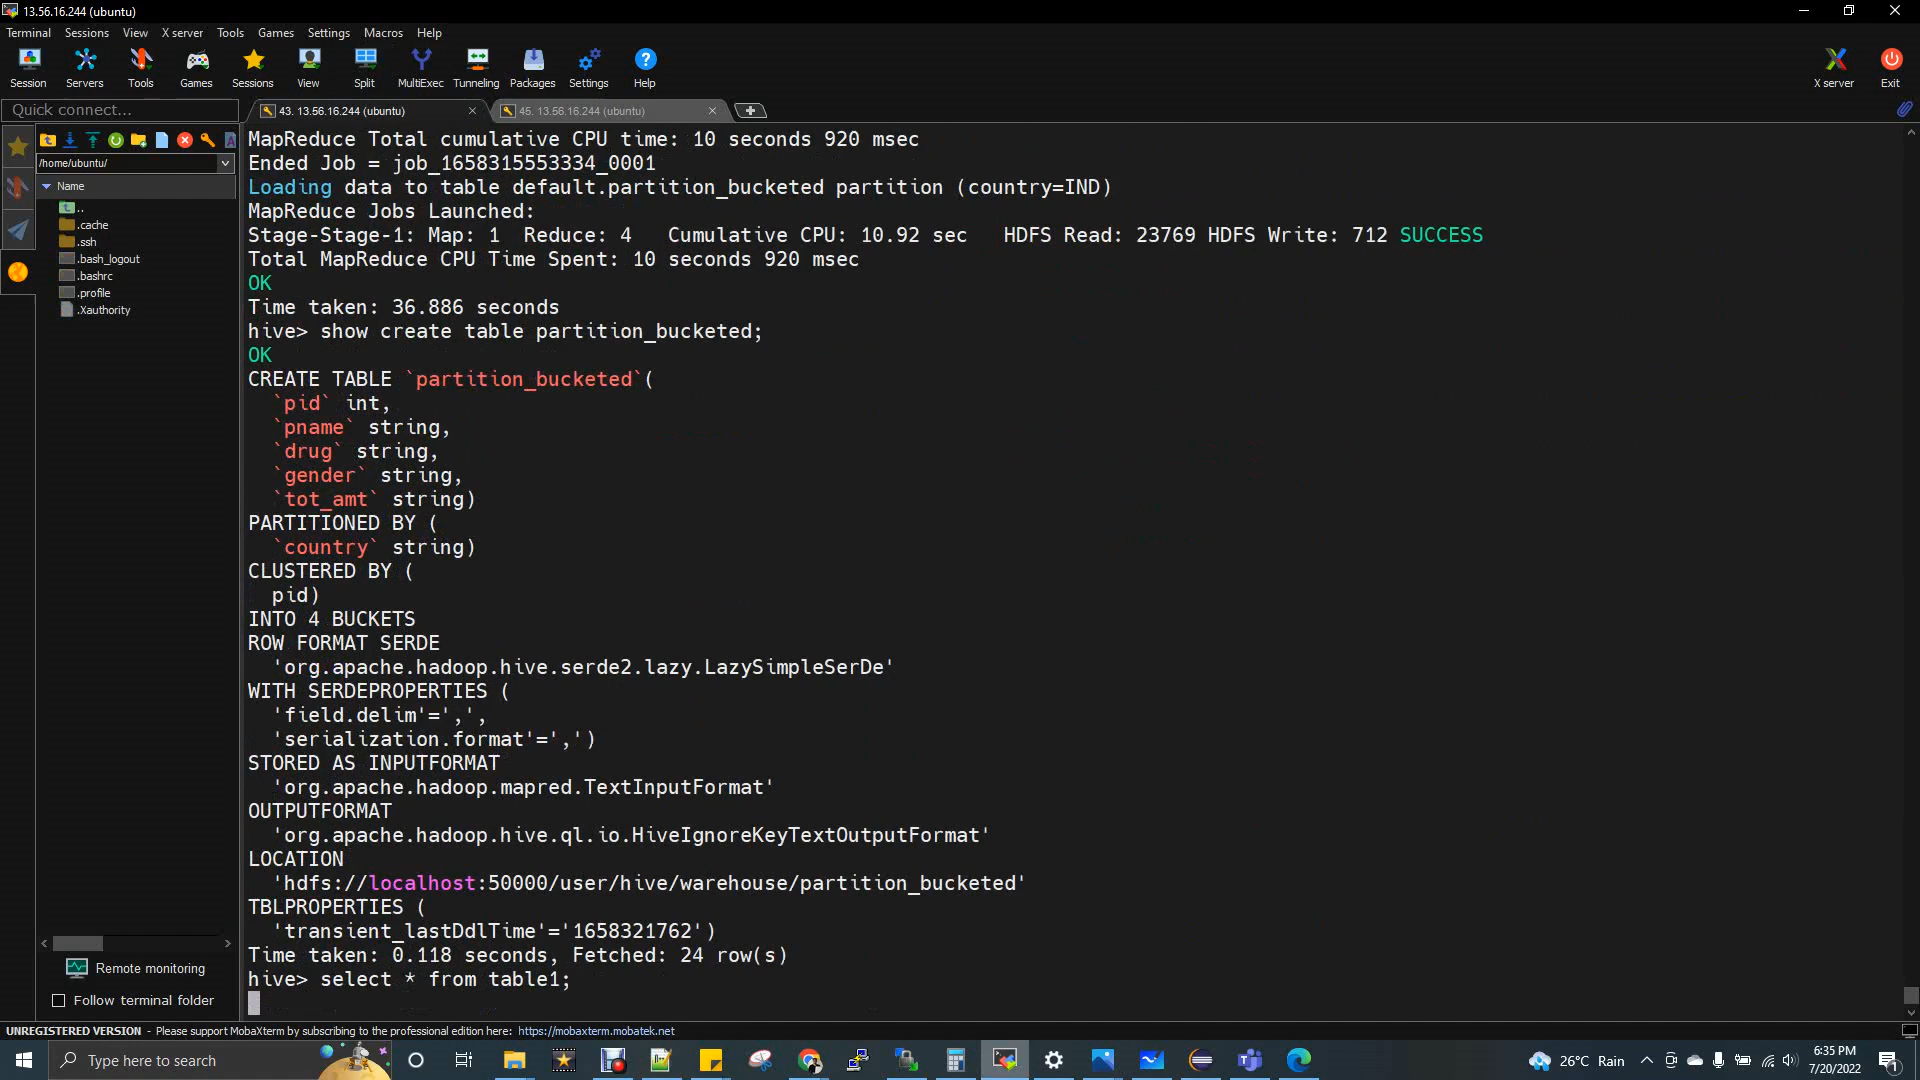 13.56.16.244 (ubuntu)
Terminal Sessions View X server Tools Games Settings Macros Help
Session Servers Tools Games Sessions View Split MultiExec Tunneling Packages Settings Help X server Exit
Quick connect...
43. 13.56.16.244 (ubuntu)
45. 13.56.16.244 (ubuntu)
/home/ubuntu/
Name
..
.cache
.ssh
.bash_logout
.bashrc
.profile
.Xauthority
Remote monitoring
Follow terminal folder
MapReduce Total cumulative CPU time: 10 seconds 920 msec
Ended Job = job_1658315553334_0001
Loading data to table default.partition_bucketed partition (country=IND)
MapReduce Jobs Launched:
Stage-Stage-1: Map: 1  Reduce: 4   Cumulative CPU: 10.92 sec   HDFS Read: 23769 HDFS Write: 712 SUCCESS
Total MapReduce CPU Time Spent: 10 seconds 920 msec
OK
Time taken: 36.886 seconds
hive> show create table partition_bucketed;
OK
CREATE TABLE `partition_bucketed`(
  `pid` int,
  `pname` string,
  `drug` string,
  `gender` string,
  `tot_amt` string)
PARTITIONED BY (
  `country` string)
CLUSTERED BY (
  pid)
INTO 4 BUCKETS
ROW FORMAT SERDE
  'org.apache.hadoop.hive.serde2.lazy.LazySimpleSerDe'
WITH SERDEPROPERTIES (
  'field.delim'=',',
  'serialization.format'=',')
STORED AS INPUTFORMAT
  'org.apache.hadoop.mapred.TextInputFormat'
OUTPUTFORMAT
  'org.apache.hadoop.hive.ql.io.HiveIgnoreKeyTextOutputFormat'
LOCATION
  'hdfs://localhost:50000/user/hive/warehouse/partition_bucketed'
TBLPROPERTIES (
  'transient_lastDdlTime'='1658321762')
Time taken: 0.118 seconds, Fetched: 24 row(s)
hive> select * from table1;
UNREGISTERED VERSION - Please support MobaXterm by subscribing to the professional edition here: https://mobaxterm.mobatek.net
Type here to search
26°C Rain
6:35 PM
7/20/2022
1